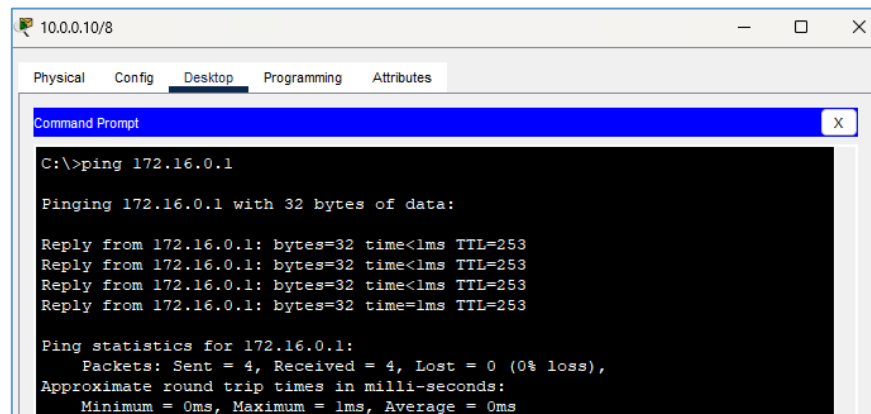 10.0.0.10/8
Physical Config Desktop Programming Attributes
Command Prompt X
C:\>ping 172.16.0.1
Pinging 172.16.0.1 with 32 bytes of data:
Reply from 172.16.0.1: bytes=32 time<1ms TTL=253
Reply from 172.16.0.1: bytes=32 time<1ms TTL=253
Reply from 172.16.0.1: bytes=32 time<1ms TTL=253
Reply from 172.16.0.1: bytes=32 time=1ms TTL=253
Ping statistics for 172.16.0.1:
Packets: Sent = 4, Received = 4, Lost = 0 (0% loss),
Approximate round trip times in milli-seconds:
Minimum = 0ms, Maximum = 1ms, Average = 0ms